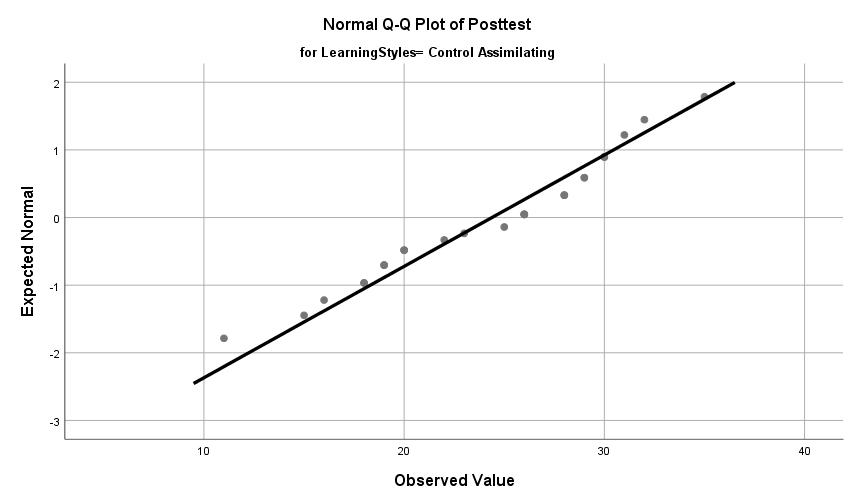 Normal Q-Q Plot of Posttest
for LearningStyles= Control Assimilating
2
1
0
-1
-2
-3
Expected Normal
10 20 30 40
Observed Value